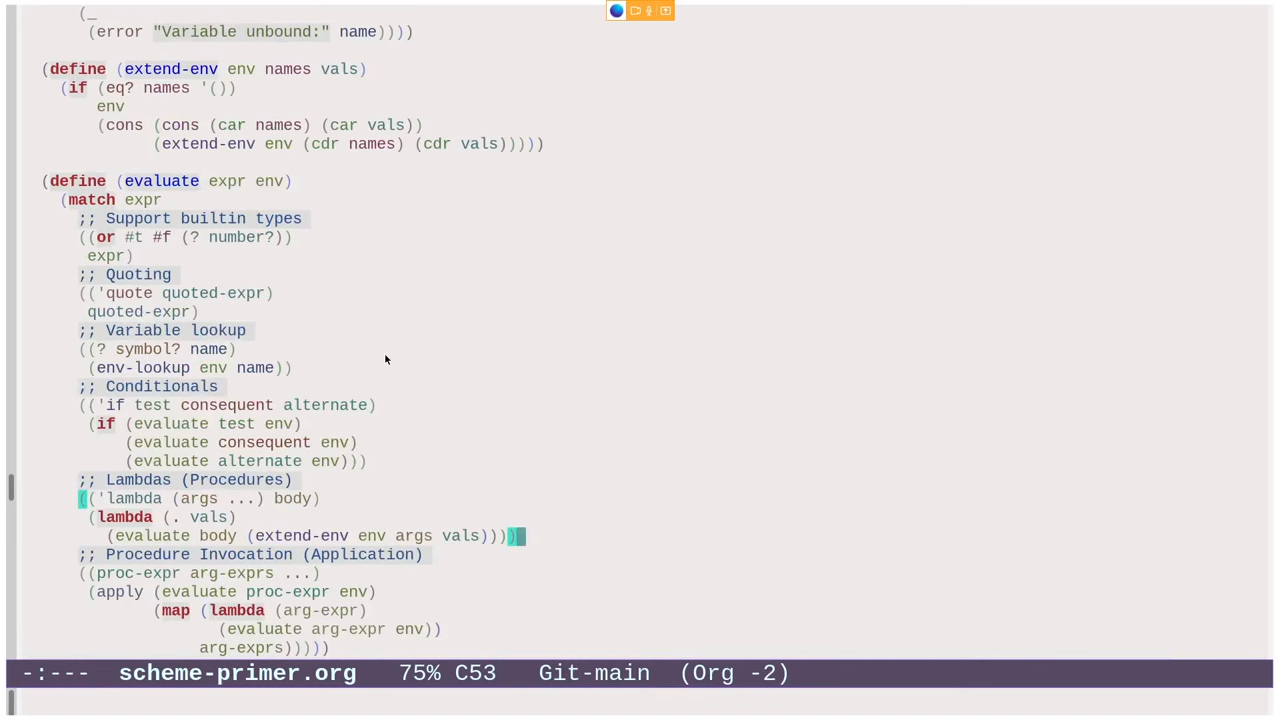 (_
(error "Variable unbound:" name))))
(define (extend-env env names vals)
(if (eq? names '())
env
(cons (cons (car names) (car vals))
(extend-env env (cdr names) (cdr vals)))))
(define (evaluate expr env)
(match expr
;; Support builtin types
((or #t #f (? number?))
expr)
;; Quoting
(('quote quoted-expr)
quoted-expr)
;; Variable lookup
((? symbol? name)
(env-lookup env name))
;; Conditionals
(('if test consequent alternate)
(if (evaluate test env)
(evaluate consequent env)
(evaluate alternate env)))
;; Lambdas (Procedures)
(('lambda (args ...) body)
(lambda (. vals)
(evaluate body (extend-env env args vals))))
;; Procedure Invocation (Application)
((proc-expr arg-exprs ...)
(apply (evaluate proc-expr env)
(map (lambda (arg-expr)
(evaluate arg-expr env))
arg-exprs)))))
-:--- scheme-primer.org 75% C53 Git-main (Org -2)